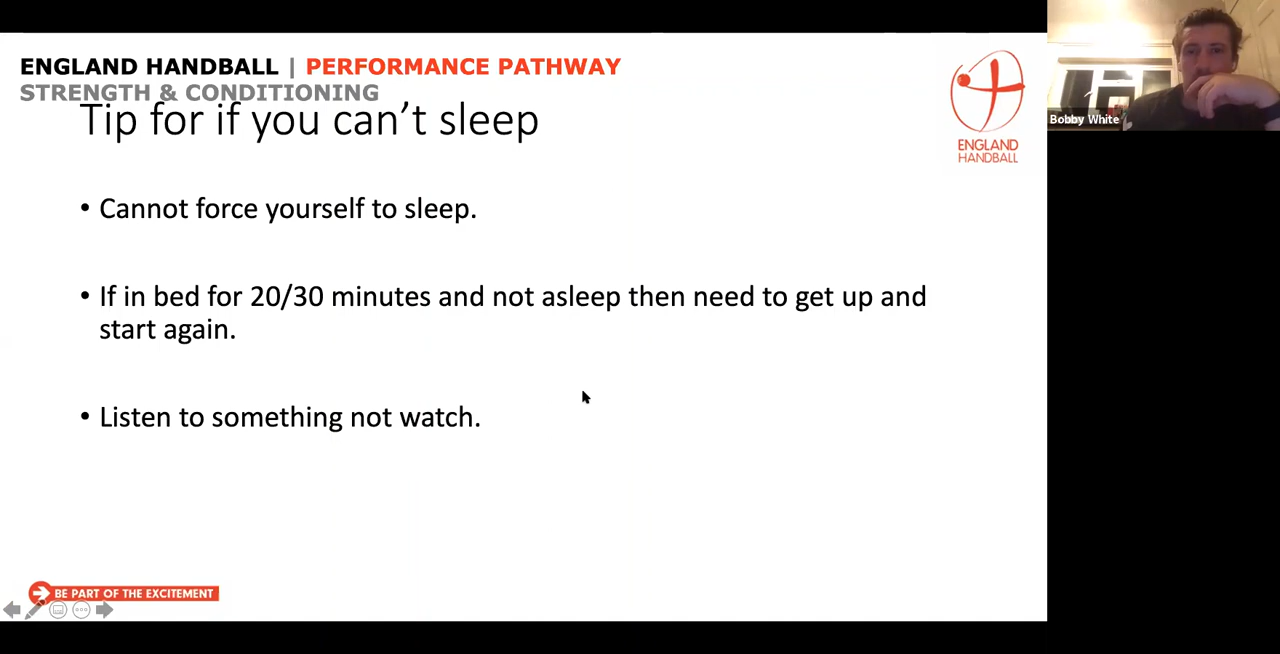 ENGLAND HANDBALL | PERFORMANCE PATHWAY
STRENGTH & CONDITIONING
Tip for if you can’t sleep
ENGLAND
HANDBALL
Bobby White
• Cannot force yourself to sleep.
• If in bed for 20/30 minutes and not asleep then need to get up and
start again.
• Listen to something not watch.
BE PART OF THE EXCITEMENT